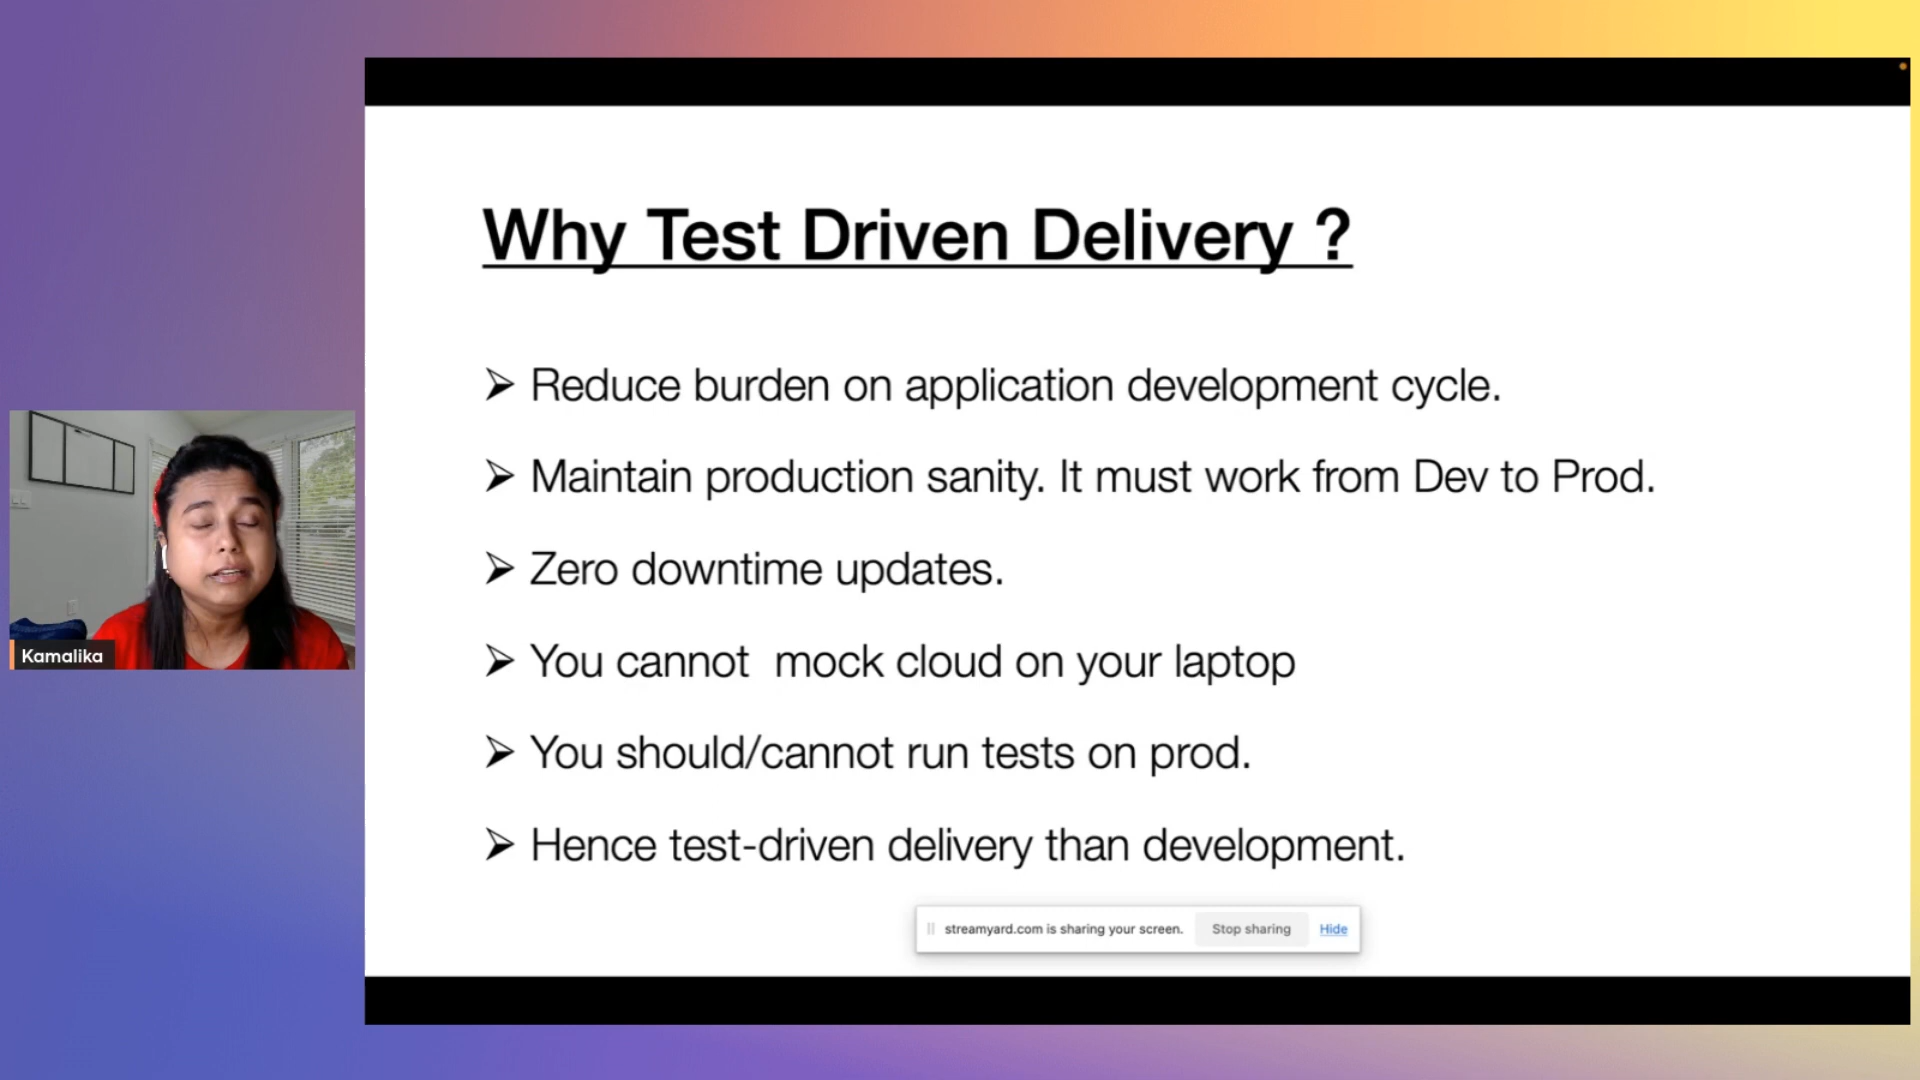 Why Test Driven Delivery ?
➢ Reduce burden on application development cycle.
➢ Maintain production sanity. It must work from Dev to Prod.
➢ Zero downtime updates.
➢ You cannot  mock cloud on your laptop
➢ You should/cannot run tests on prod.
➢ Hence test-driven delivery than development.
Kamalika
streamyard.com is sharing your screen. Stop sharing Hide